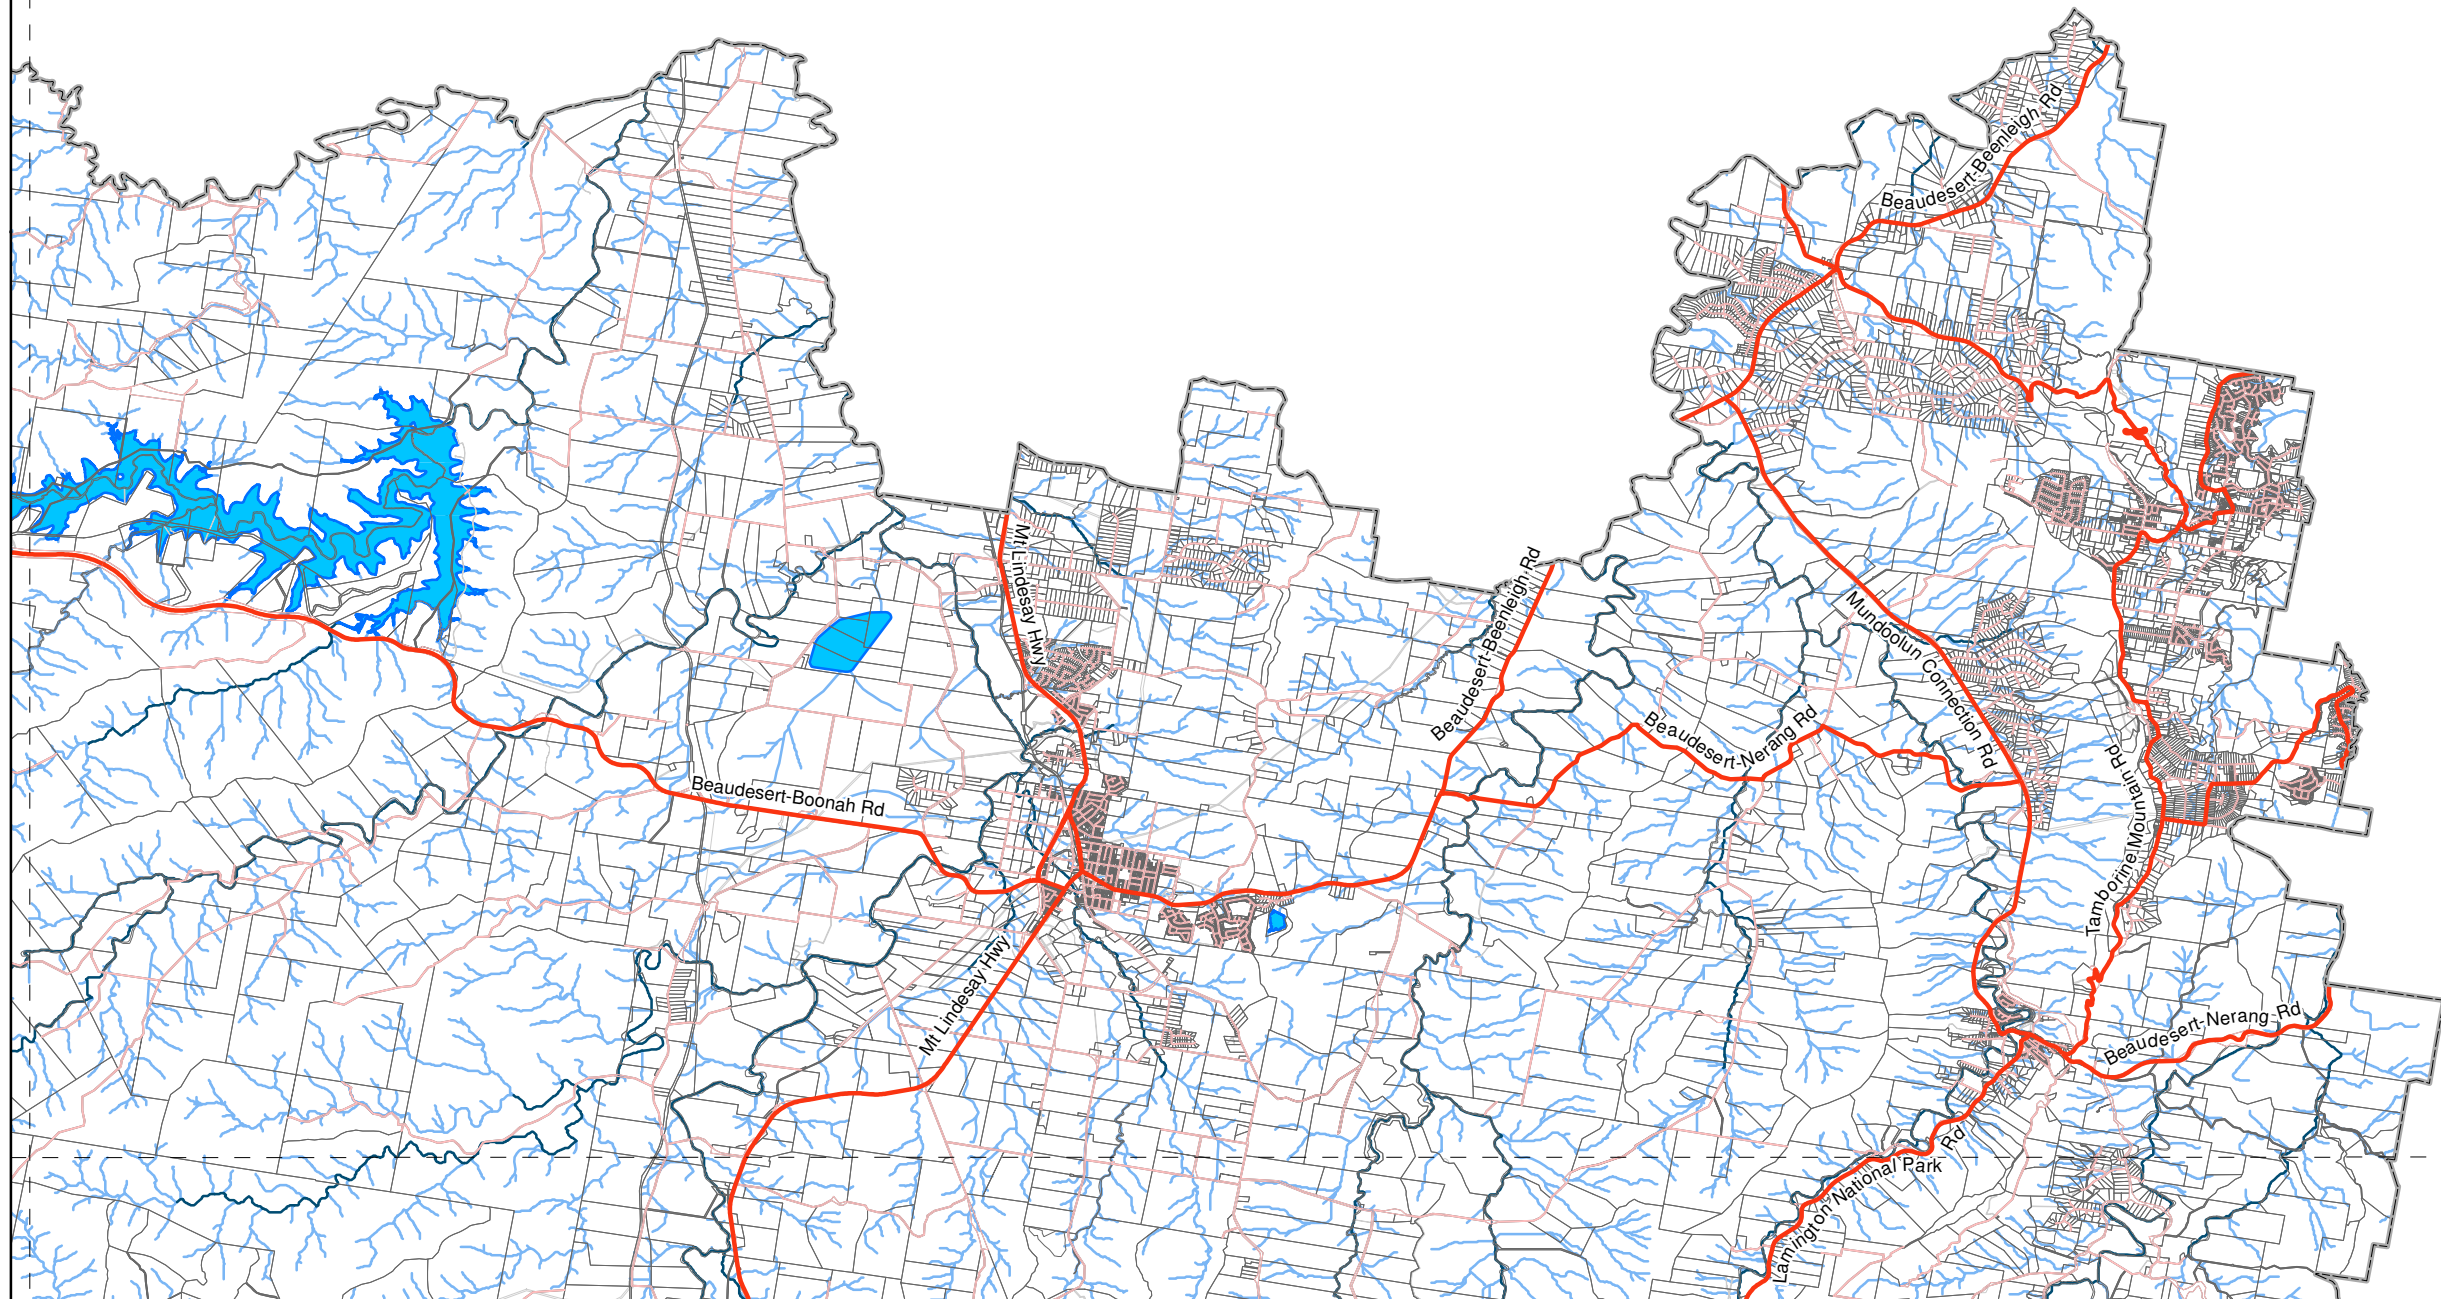 Beaudesert-Beenleigh Rd
Mt Lindesay Hwy
Beaudesert-Beenleigh Rd
Mundoolun Connection Rd
Beaudesert-Nerang Rd
Beaudesert-Boonah Rd
Tamborine Mountain Rd
Mt Lindesay Hwy
Beaudesert-Nerang Rd
Lamington National Park Rd